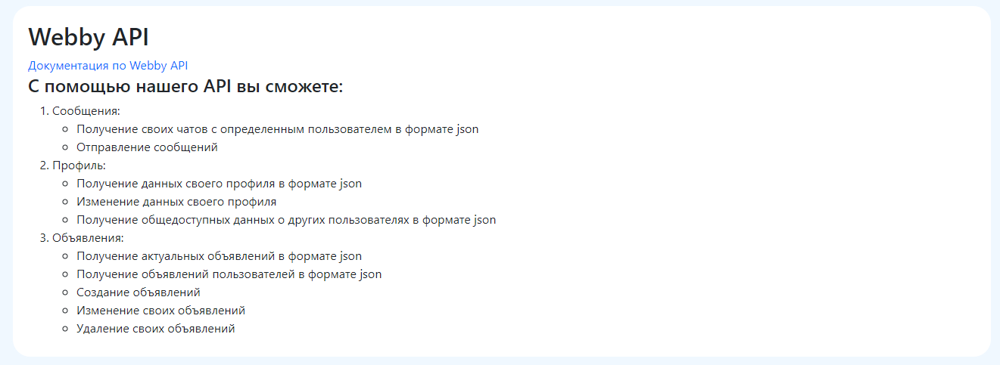 Webby API
Документация по Webby API
С помощью нашего API вы сможете:
1. Сообщения:
Получение своих чатов с определенным пользователем в формате json
Отправление сообщений
2. Профиль:
Получение данных своего профиля в формате json
Изменение данных своего профиля
Получение общедоступных данных о других пользователях в формате json
3. Объявления:
Получение актуальных объявлений в формате json
Получение объявлений пользователей в формате json
Создание объявлений
Изменение своих объявлений
Удаление своих объявлений